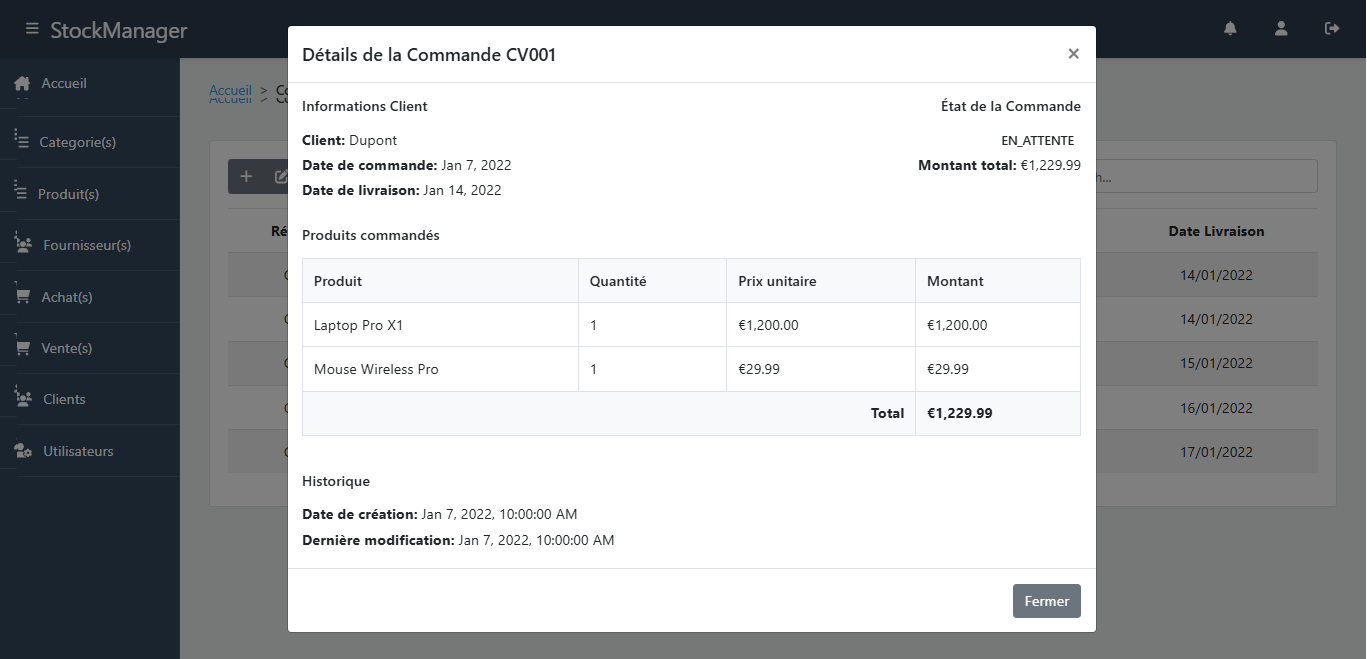 StockManager
Détails de la Commande CV001
×
Accueil
Accueil >
Accueil >
Informations Client
État de la Commande
Categorie(s)
Client: Dupont
EN_ATTENTE
Date de commande: Jan 7, 2022
Montant total: €1,229.99
Produit(s)
Date de livraison: Jan 14, 2022
Fournisseur(s)
Produits commandés
Date Livraison
Produit Quantité Prix unitaire Montant
14/01/2022
Achat(s)
Laptop Pro X1 1 €1,200.00 €1,200.00
14/01/2022
Vente(s)
Mouse Wireless Pro 1 €29.99 €29.99
15/01/2022
Clients
Total €1,229.99
16/01/2022
Utilisateurs
17/01/2022
Historique
Date de création: Jan 7, 2022, 10:00:00 AM
Dernière modification: Jan 7, 2022, 10:00:00 AM
Fermer